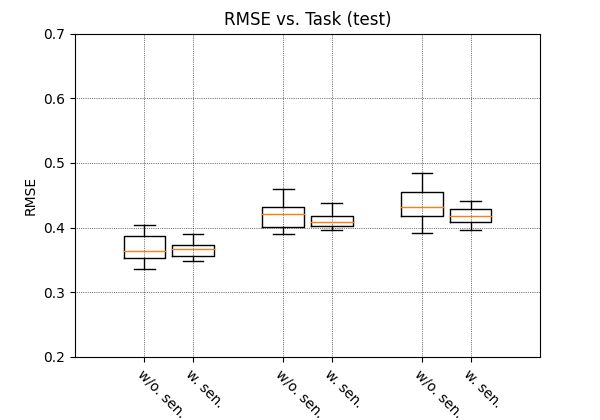 RMSE vs. Task (test)
0.7
0.6
0.5
0.4
0.3
0.2
RMSE
w/o. sen.
w. sen.
w/o. sen.
w. sen.
w/o. sen.
w. sen.